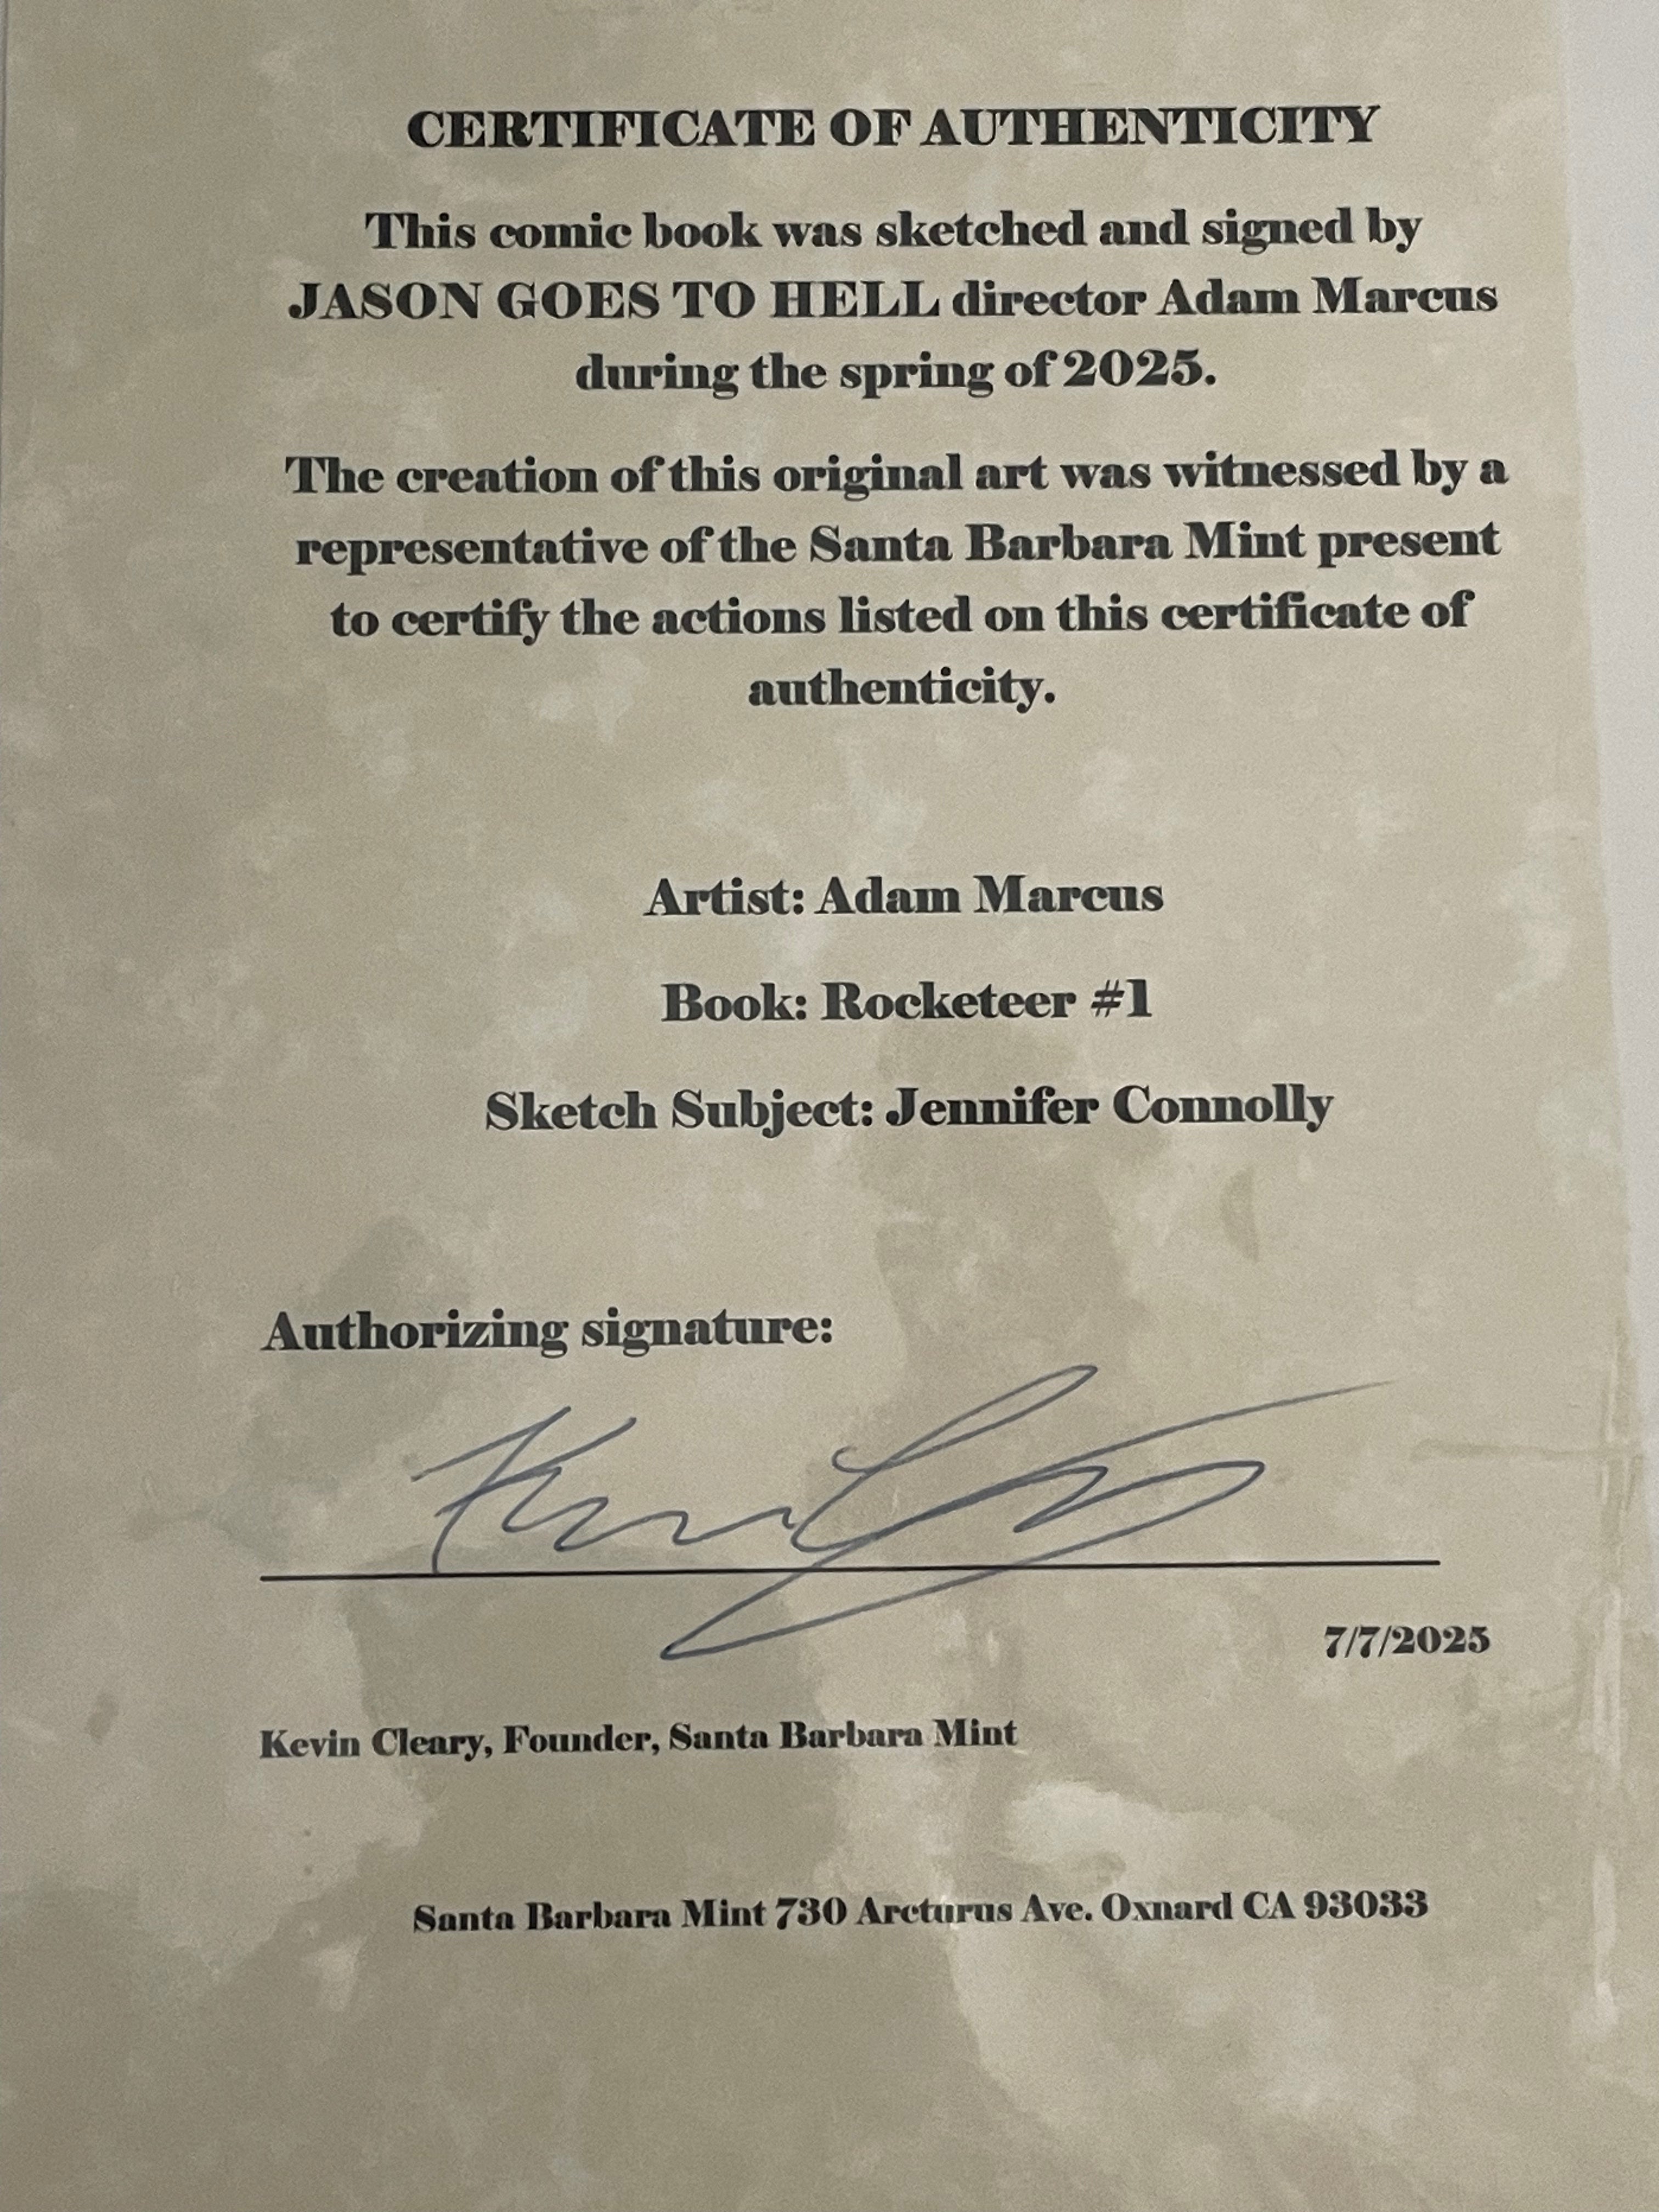 CERTIFICATE OF AUTHENTICITY
This comic book was sketched and signed by
JASON GOES TO HELL director Adam Marcus
during the spring of 2025.
The creation of this original art was witnessed by a
representative of the Santa Barbara Mint present
to certify the actions listed on this certificate of
authenticity.
Artist: Adam Marcus
Book: Rocketeer #1
Sketch Subject: Jennifer Connolly
Authorizing signature:
7/7/2025
Kevin Cleary, Founder, Santa Barbara Mint
Santa Barbara Mint 730 Arcturus Ave. Oxnard CA 93033